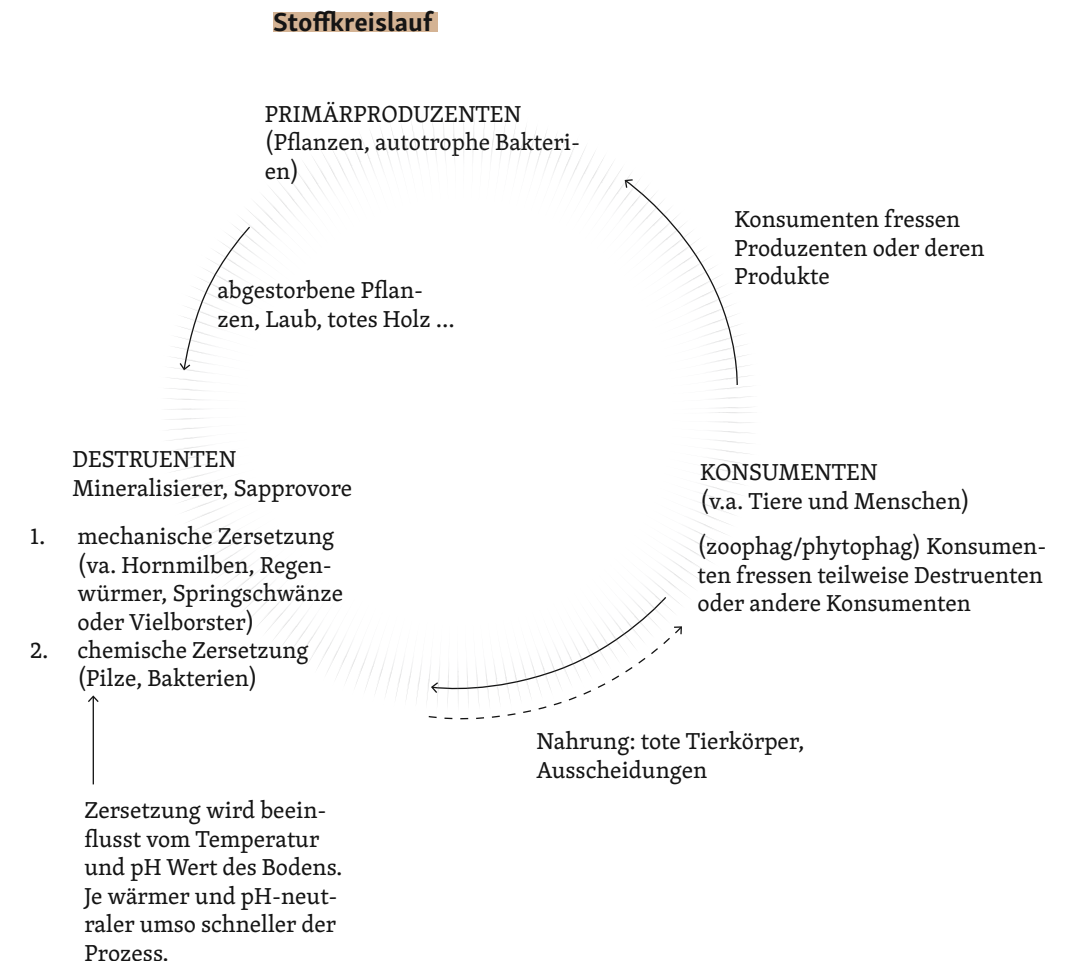 Stoffkreislauf
PRIMÄRPRODUZENTEN
(Pflanzen, autotrophe Bakteri-
en)
Konsumenten fressen
Produzenten oder deren
Produkte
abgestorbene Pflan-
zen, Laub, totes Holz ...
DESTRUENTEN
Mineralisierer, Sapprovore
1. mechanische Zersetzung
(va. Hornmilben, Regen-
würmer, Springschwänze
oder Vielborster)
2. chemische Zersetzung
(Pilze, Bakterien)
KONSUMENTEN
(v.a. Tiere und Menschen)
(zoophag/phytophag) Konsumen-
ten fressen teilweise Destruenten
oder andere Konsumenten
Nahrung: tote Tierkörper,
Ausscheidungen
Zersetzung wird beein-
flusst vom Temperatur
und pH Wert des Bodens.
Je wärmer und pH-neut-
raler umso schneller der
Prozess.